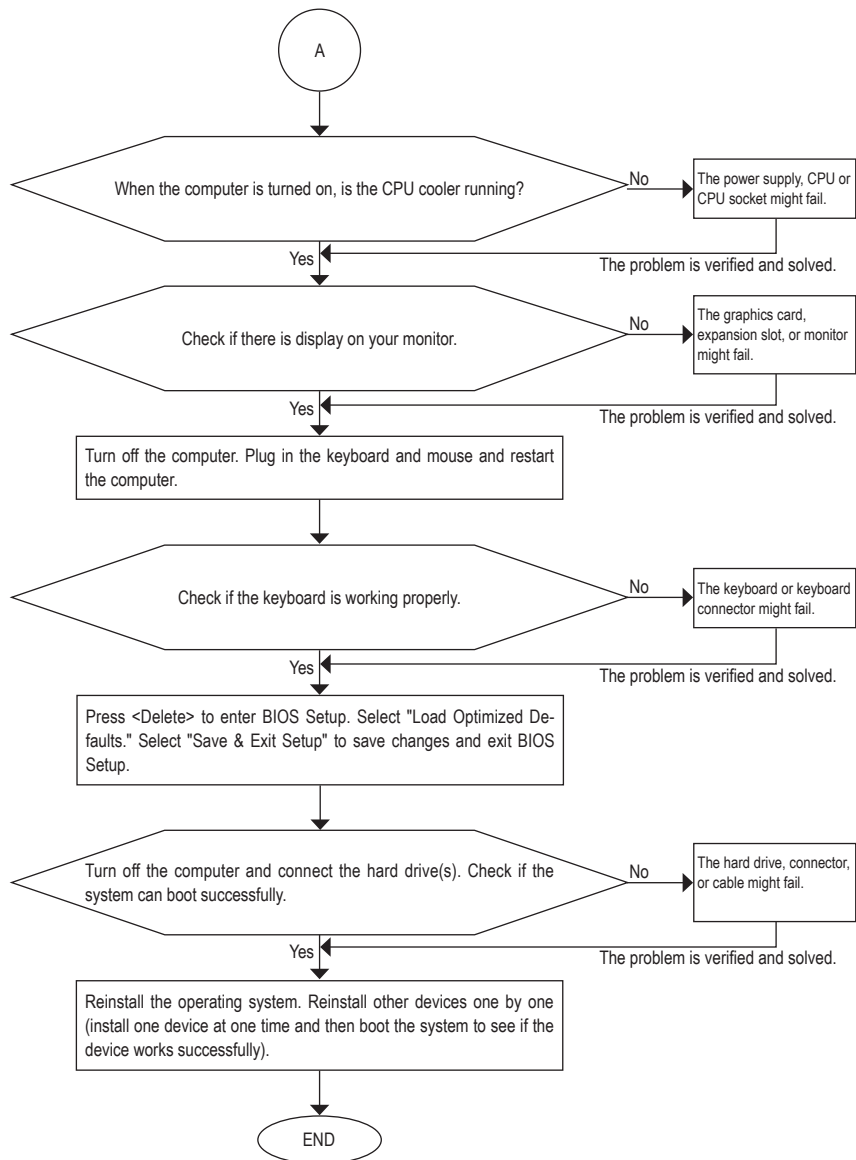 A
When the computer is turned on, is the CPU cooler running?
No
The power supply, CPU or
CPU socket might fail.
Yes
The problem is verified and solved.
Check if there is display on your monitor.
No
The graphics card,
expansion slot, or monitor
might fail.
Yes
The problem is verified and solved.
Turn off the computer. Plug in the keyboard and mouse and restart
the computer.
Check if the keyboard is working properly.
No
The keyboard or keyboard
connector might fail.
Yes
The problem is verified and solved.
Press <Delete> to enter BIOS Setup. Select "Load Optimized De-
faults." Select "Save & Exit Setup" to save changes and exit BIOS
Setup.
Turn off the computer and connect the hard drive(s). Check if the
system can boot successfully.
No
The hard drive, connector,
or cable might fail.
Yes
The problem is verified and solved.
Reinstall the operating system. Reinstall other devices one by one
(install one device at one time and then boot the system to see if the
device works successfully).
END